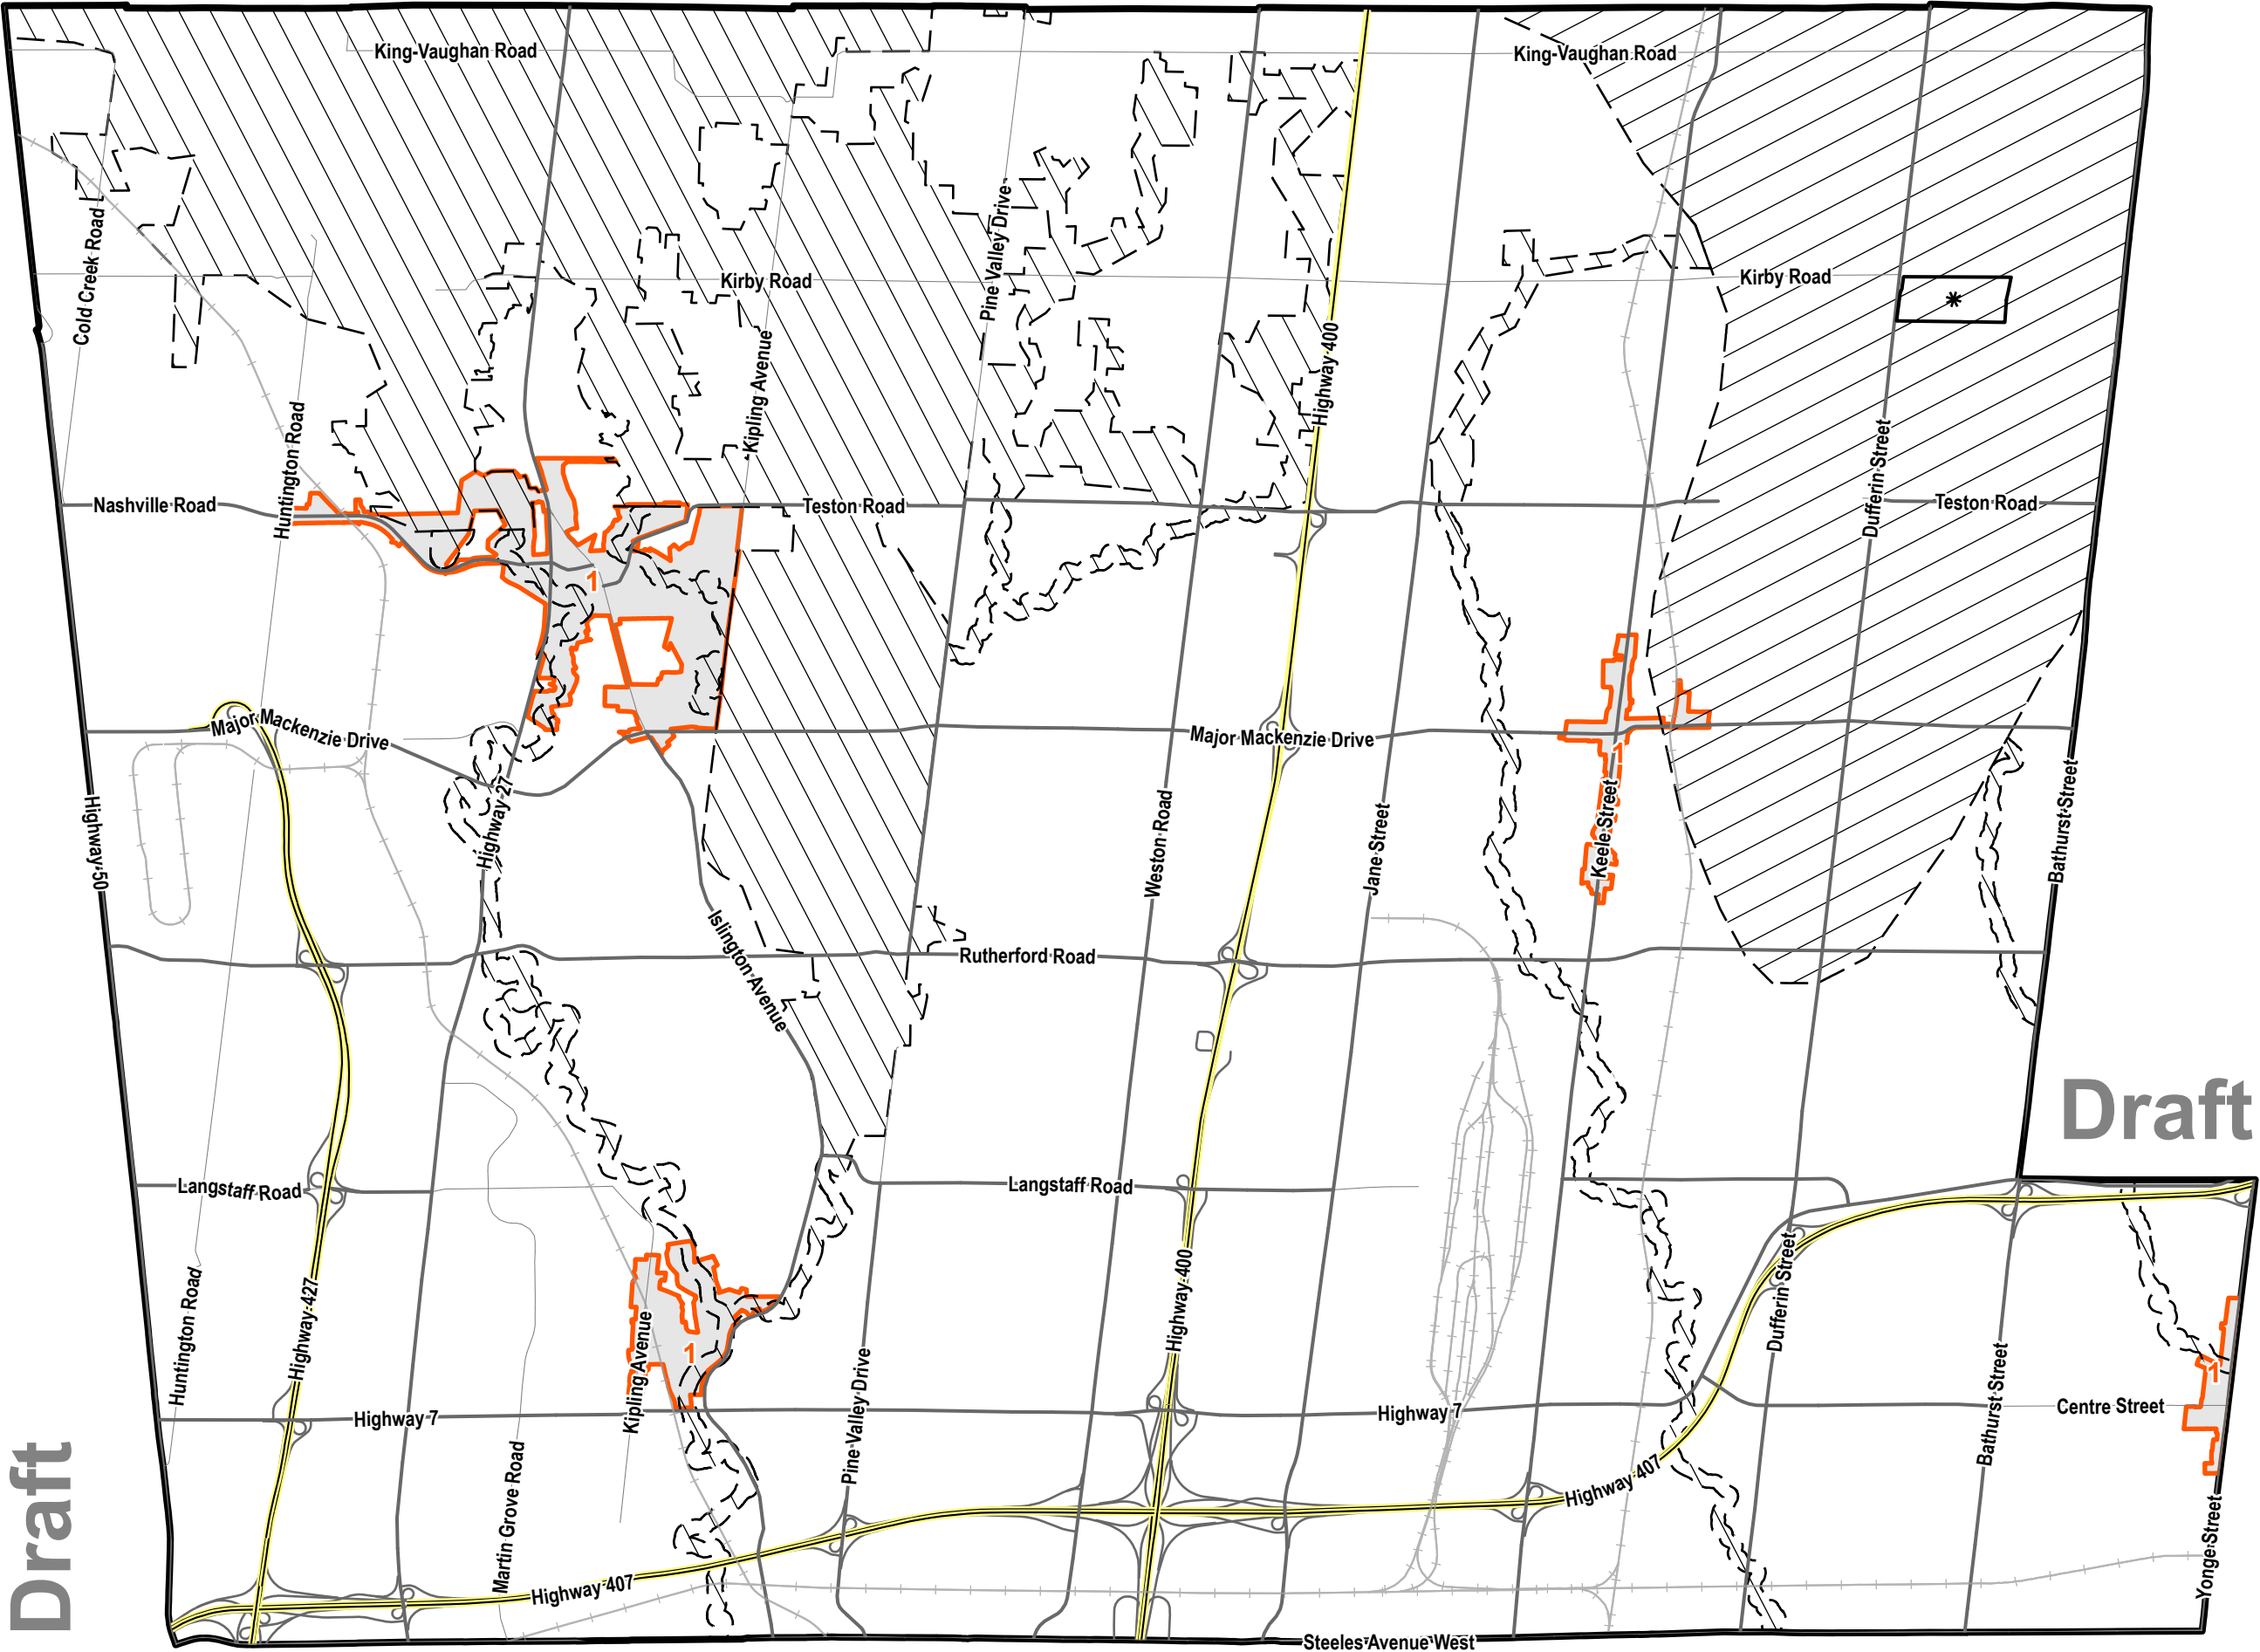 King-Vaughan Road
King-Vaughan Road
Cold Creek Road
Pine Valley Drive
Kirby Road
Kirby Road
*
Kipling Avenue
Highway 400
Huntington Road
Dufferin Street
Nashville Road
Teston Road
Teston Road
1
Major Mackenzie Drive
Major Mackenzie Drive
1
Highway 50
Highway 27
Weston Road
Jane Street
Keele Street
Bathurst Street
Islington Avenue
Rutherford Road
Draft
Langstaff Road
Langstaff Road
Huntington Road
Highway 427
Kipling Avenue
1
Highway 400
Dufferin Street
Bathurst Street
1
Pine Valley Drive
Highway 7
Highway 7
Centre Street
Draft
Martin Grove Road
Highway 407
Highway 407
Yonge Street
Steeles Avenue West